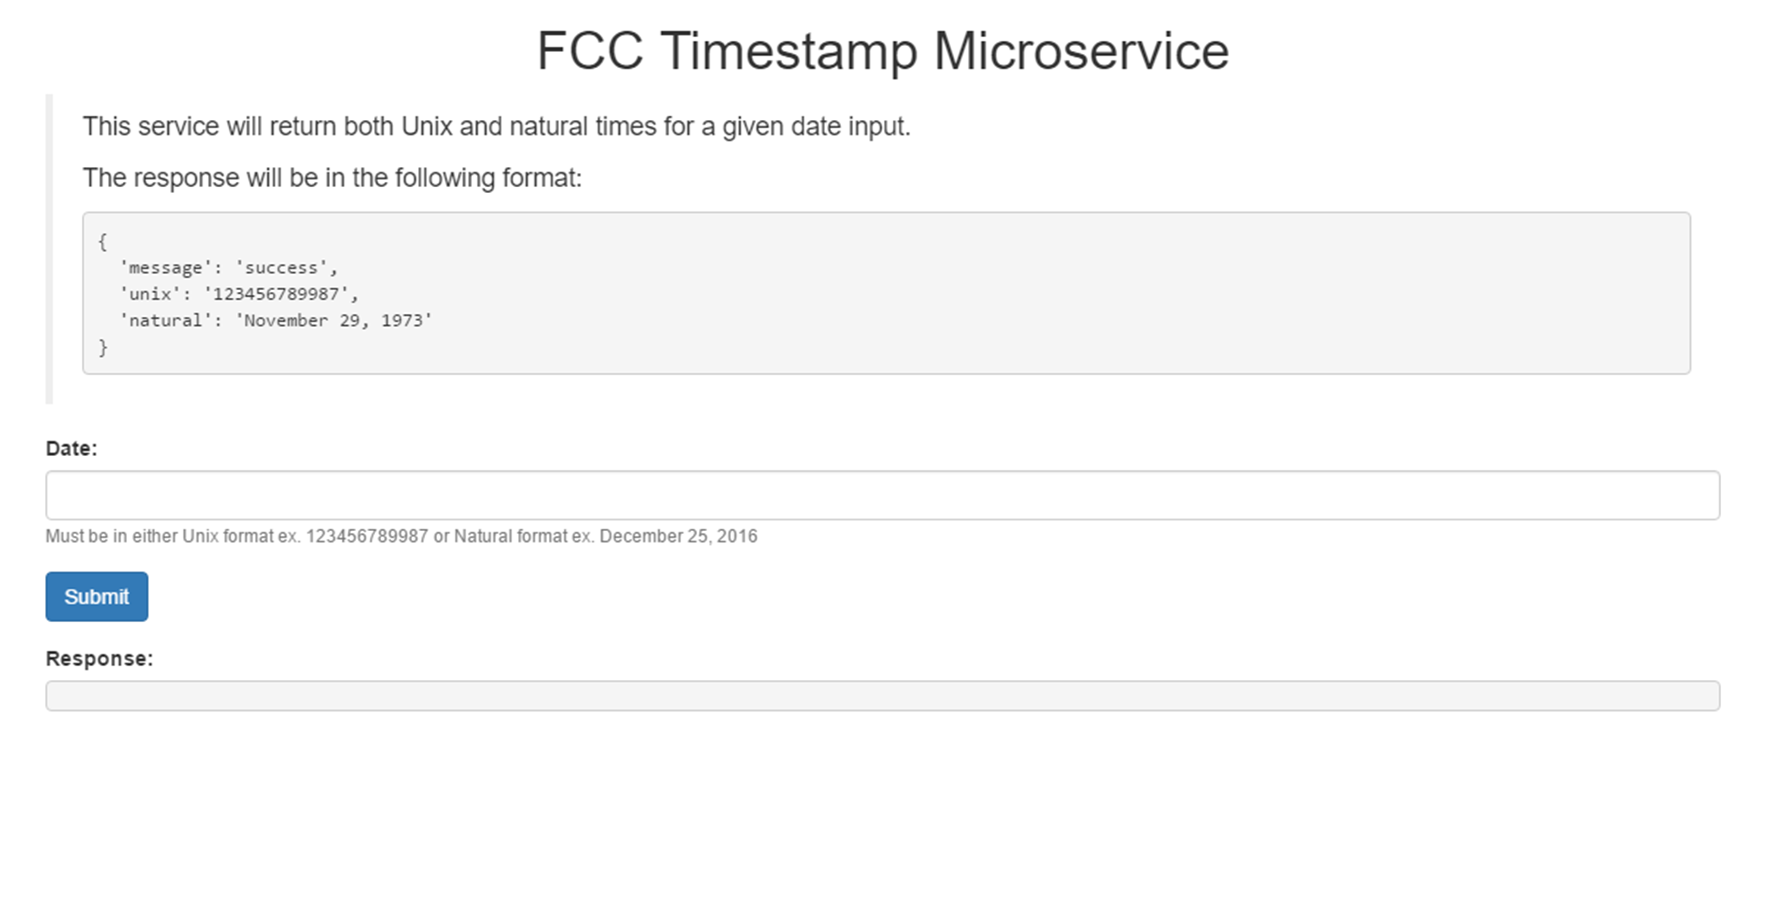 FCC Timestamp Microservice
This service will return both Unix and natural times for a given date input.
The response will be in the following format:
{
  'message': 'success',
  'unix': '123456789987',
  'natural': 'November 29, 1973'
}
Date:
Must be in either Unix format ex. 123456789987 or Natural format ex. December 25, 2016
Submit
Response: